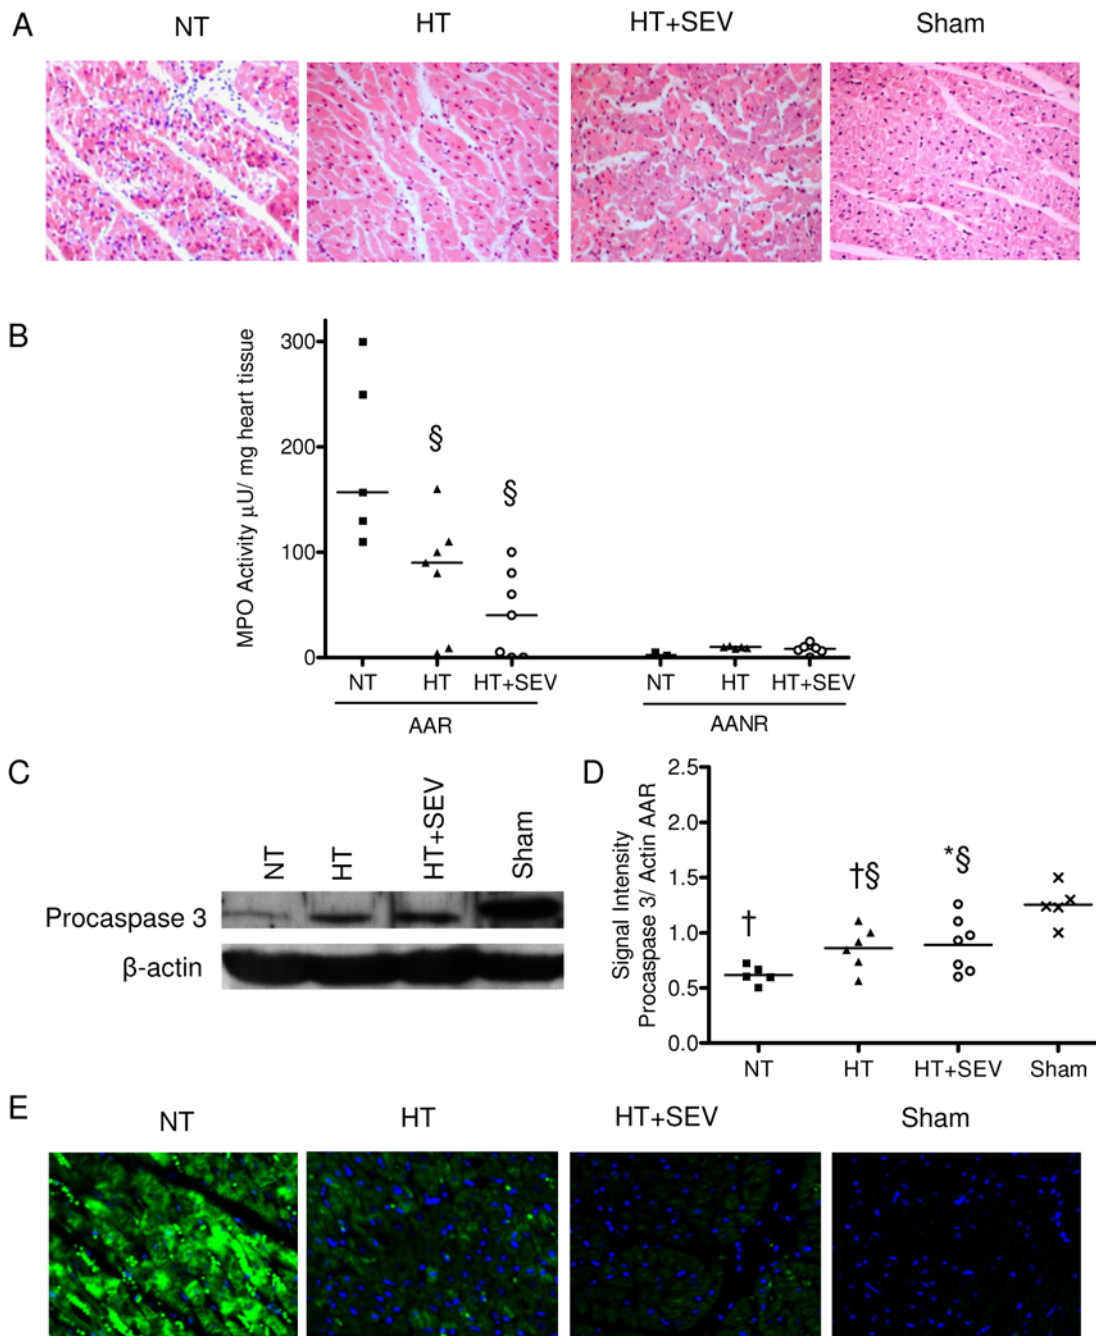 A
NT
HT
HT+SEV
Sham
B
MPO Activity μU/ mg heart tissue
300
200
100
0
§
§
NT
HT
HT+SEV
NT
HT
HT+SEV
AAR
AANR
C
NT
HT
HT+SEV
Sham
Procaspase 3
β-actin
D
Signal Intensity
Procaspase 3/ Actin AAR
2.5
2.0
1.5
1.0
0.5
0.0
†
†§
*§
NT
HT
HT+SEV
Sham
E
NT
HT
HT+SEV
Sham